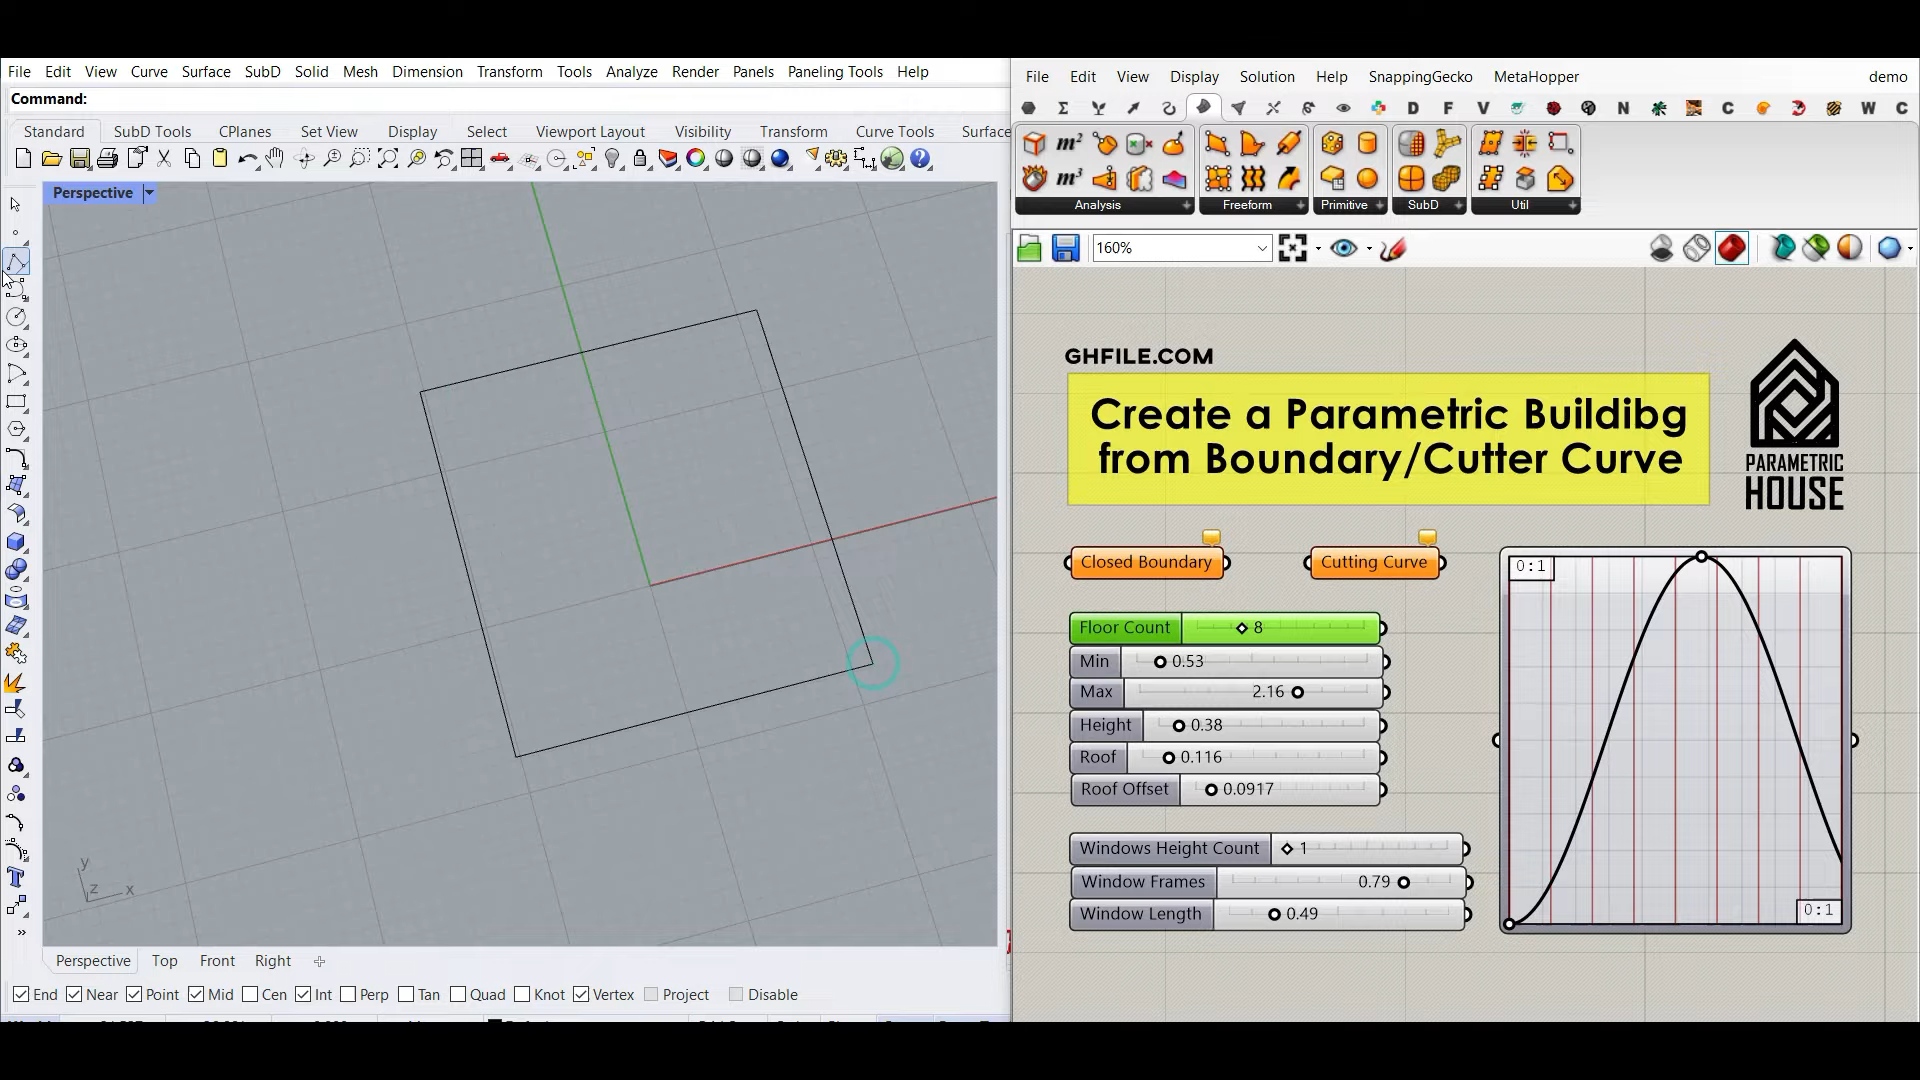 File Edit View Curve Surface SubD Solid Mesh Dimension Transform Tools Analyze Render Panels Paneling Tools Help
Command:
Standard SubD Tools CPlanes Set View Display Select Viewport Layout Visibility Transform Curve Tools Surface
Perspective
y
z x
Perspective Top Front Right
End Near Point Mid Cen Int Perp Tan Quad Knot Vertex Project Disable
File Edit View Display Solution Help SnappingGecko MetaHopper demo
D F V N C W C
m²
m³
Analysis Freeform Primitive SubD Util
160%
GHFILE.COM
Create a Parametric Buildibg
from Boundary/Cutter Curve
PARAMETRIC
HOUSE
Closed Boundary Cutting Curve
Floor Count 8
Min 0.53
Max 2.16
Height 0.38
Roof 0.116
Roof Offset 0.0917
Windows Height Count 1
Window Frames 0.79
Window Length 0.49
0:1
0:1